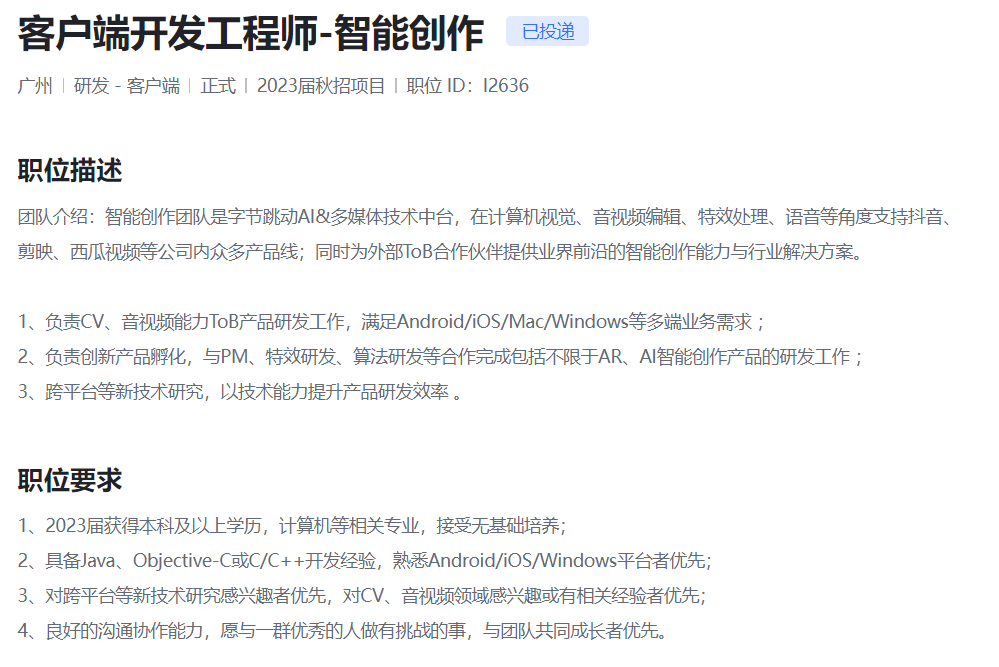 客户端开发工程师-智能创作 已投递
广州 | 研发 - 客户端 | 正式 | 2023届秋招项目 | 职位 ID：I2636
职位描述
团队介绍：智能创作团队是字节跳动AI&多媒体技术中台，在计算机视觉、音视频编辑、特效处理、语音等角度支持抖音、
剪映、西瓜视频等公司内众多产品线；同时为外部ToB合作伙伴提供业界前沿的智能创作能力与行业解决方案。
1、负责CV、音视频能力ToB产品研发工作，满足Android/iOS/Mac/Windows等多端业务需求 ；
2、负责创新产品孵化，与PM、特效研发、算法研发等合作完成包括不限于AR、AI智能创作产品的研发工作 ；
3、跨平台等新技术研究，以技术能力提升产品研发效率 。
职位要求
1、2023届获得本科及以上学历，计算机等相关专业，接受无基础培养；
2、具备Java、Objective-C或C/C++开发经验，熟悉Android/iOS/Windows平台者优先；
3、对跨平台等新技术研究感兴趣者优先，对CV、音视频领域感兴趣或有相关经验者优先；
4、良好的沟通协作能力，愿与一群优秀的人做有挑战的事，与团队共同成长者优先。